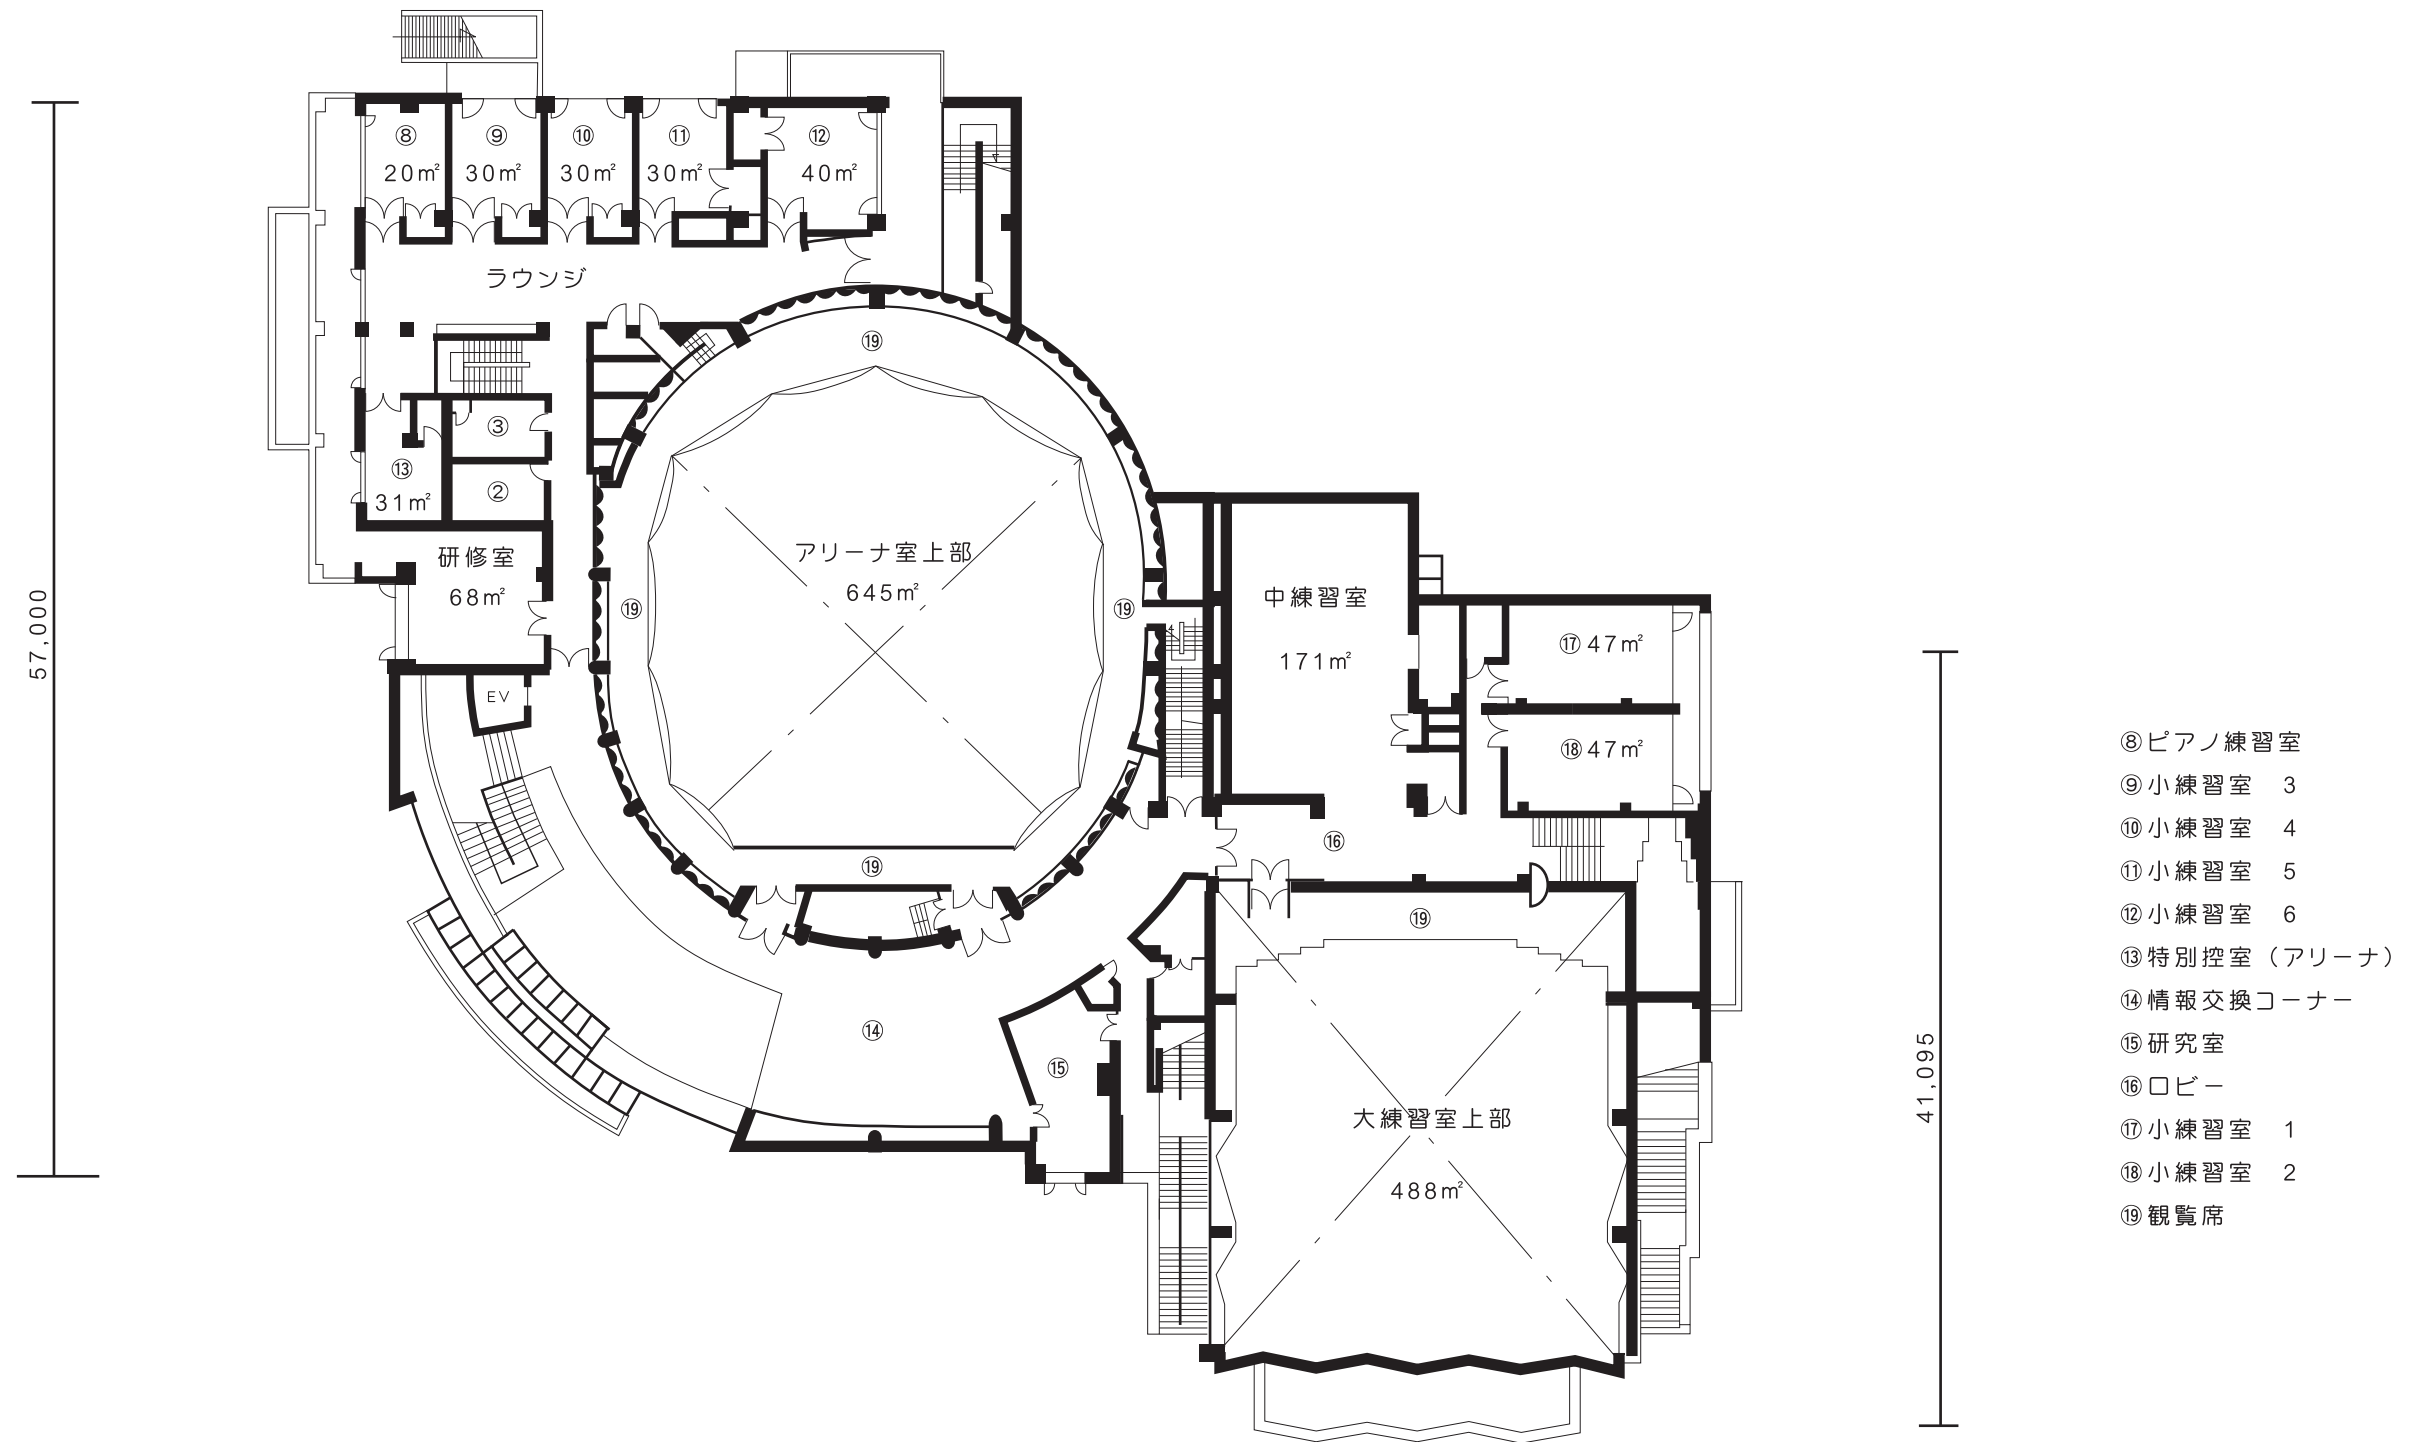 ⑧
20㎡
⑨
30㎡
⑩
30㎡
⑪
30㎡
⑫
40㎡
ラウンジ
⑲
③
⑬
31㎡
②
研修室
68㎡
アリーナ室上部
645㎡
⑲
⑲
57,000
EV
中練習室
171㎡
⑰47㎡
⑱47㎡
⑲
⑯
⑲
⑭
⑮
大練習室上部
488㎡
41,095
⑧ピアノ練習室
⑨小練習室 3
⑩小練習室 4
⑪小練習室 5
⑫小練習室 6
⑬特別控室(アリーナ)
⑭情報交換コーナー
⑮研究室
⑯ロビー
⑰小練習室 1
⑱小練習室 2
⑲観覧席